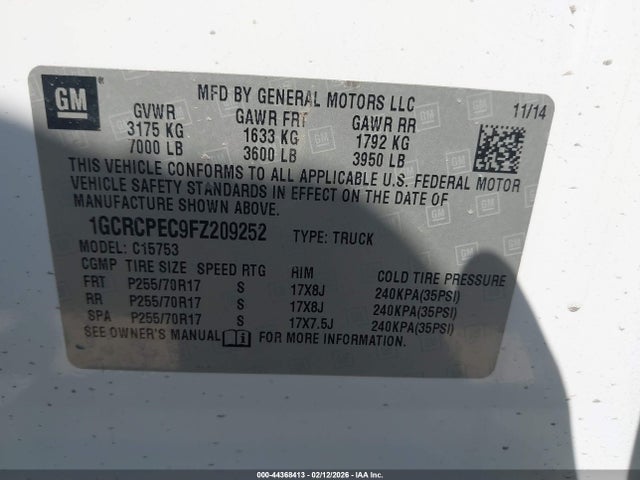 GM
MFD BY GENERAL MOTORS LLC
11/14
GVWR GAWR FRT GAWR RR
3175 KG 1633 KG 1792 KG
7000 LB 3600 LB 3950 LB
THIS VEHICLE CONFORMS TO ALL APPLICABLE U.S. FEDERAL MOTOR
VEHICLE SAFETY STANDARDS IN EFFECT ON THE DATE OF
MANUFACTURE SHOWN ABOVE.
1GCRCPEC9FZ209252 TYPE: TRUCK
MODEL: C15753
CGMP TIRE SIZE SPEED RTG RIM COLD TIRE PRESSURE
FRT P255/70R17 S 17X8J 240KPA(35PSI)
RR P255/70R17 S 17X8J 240KPA(35PSI)
SPA P255/70R17 S 17X7.5J 240KPA(35PSI)
SEE OWNER'S MANUAL FOR MORE INFORMATION.
000-44368413 - 02/12/2026 - IAAI.COM